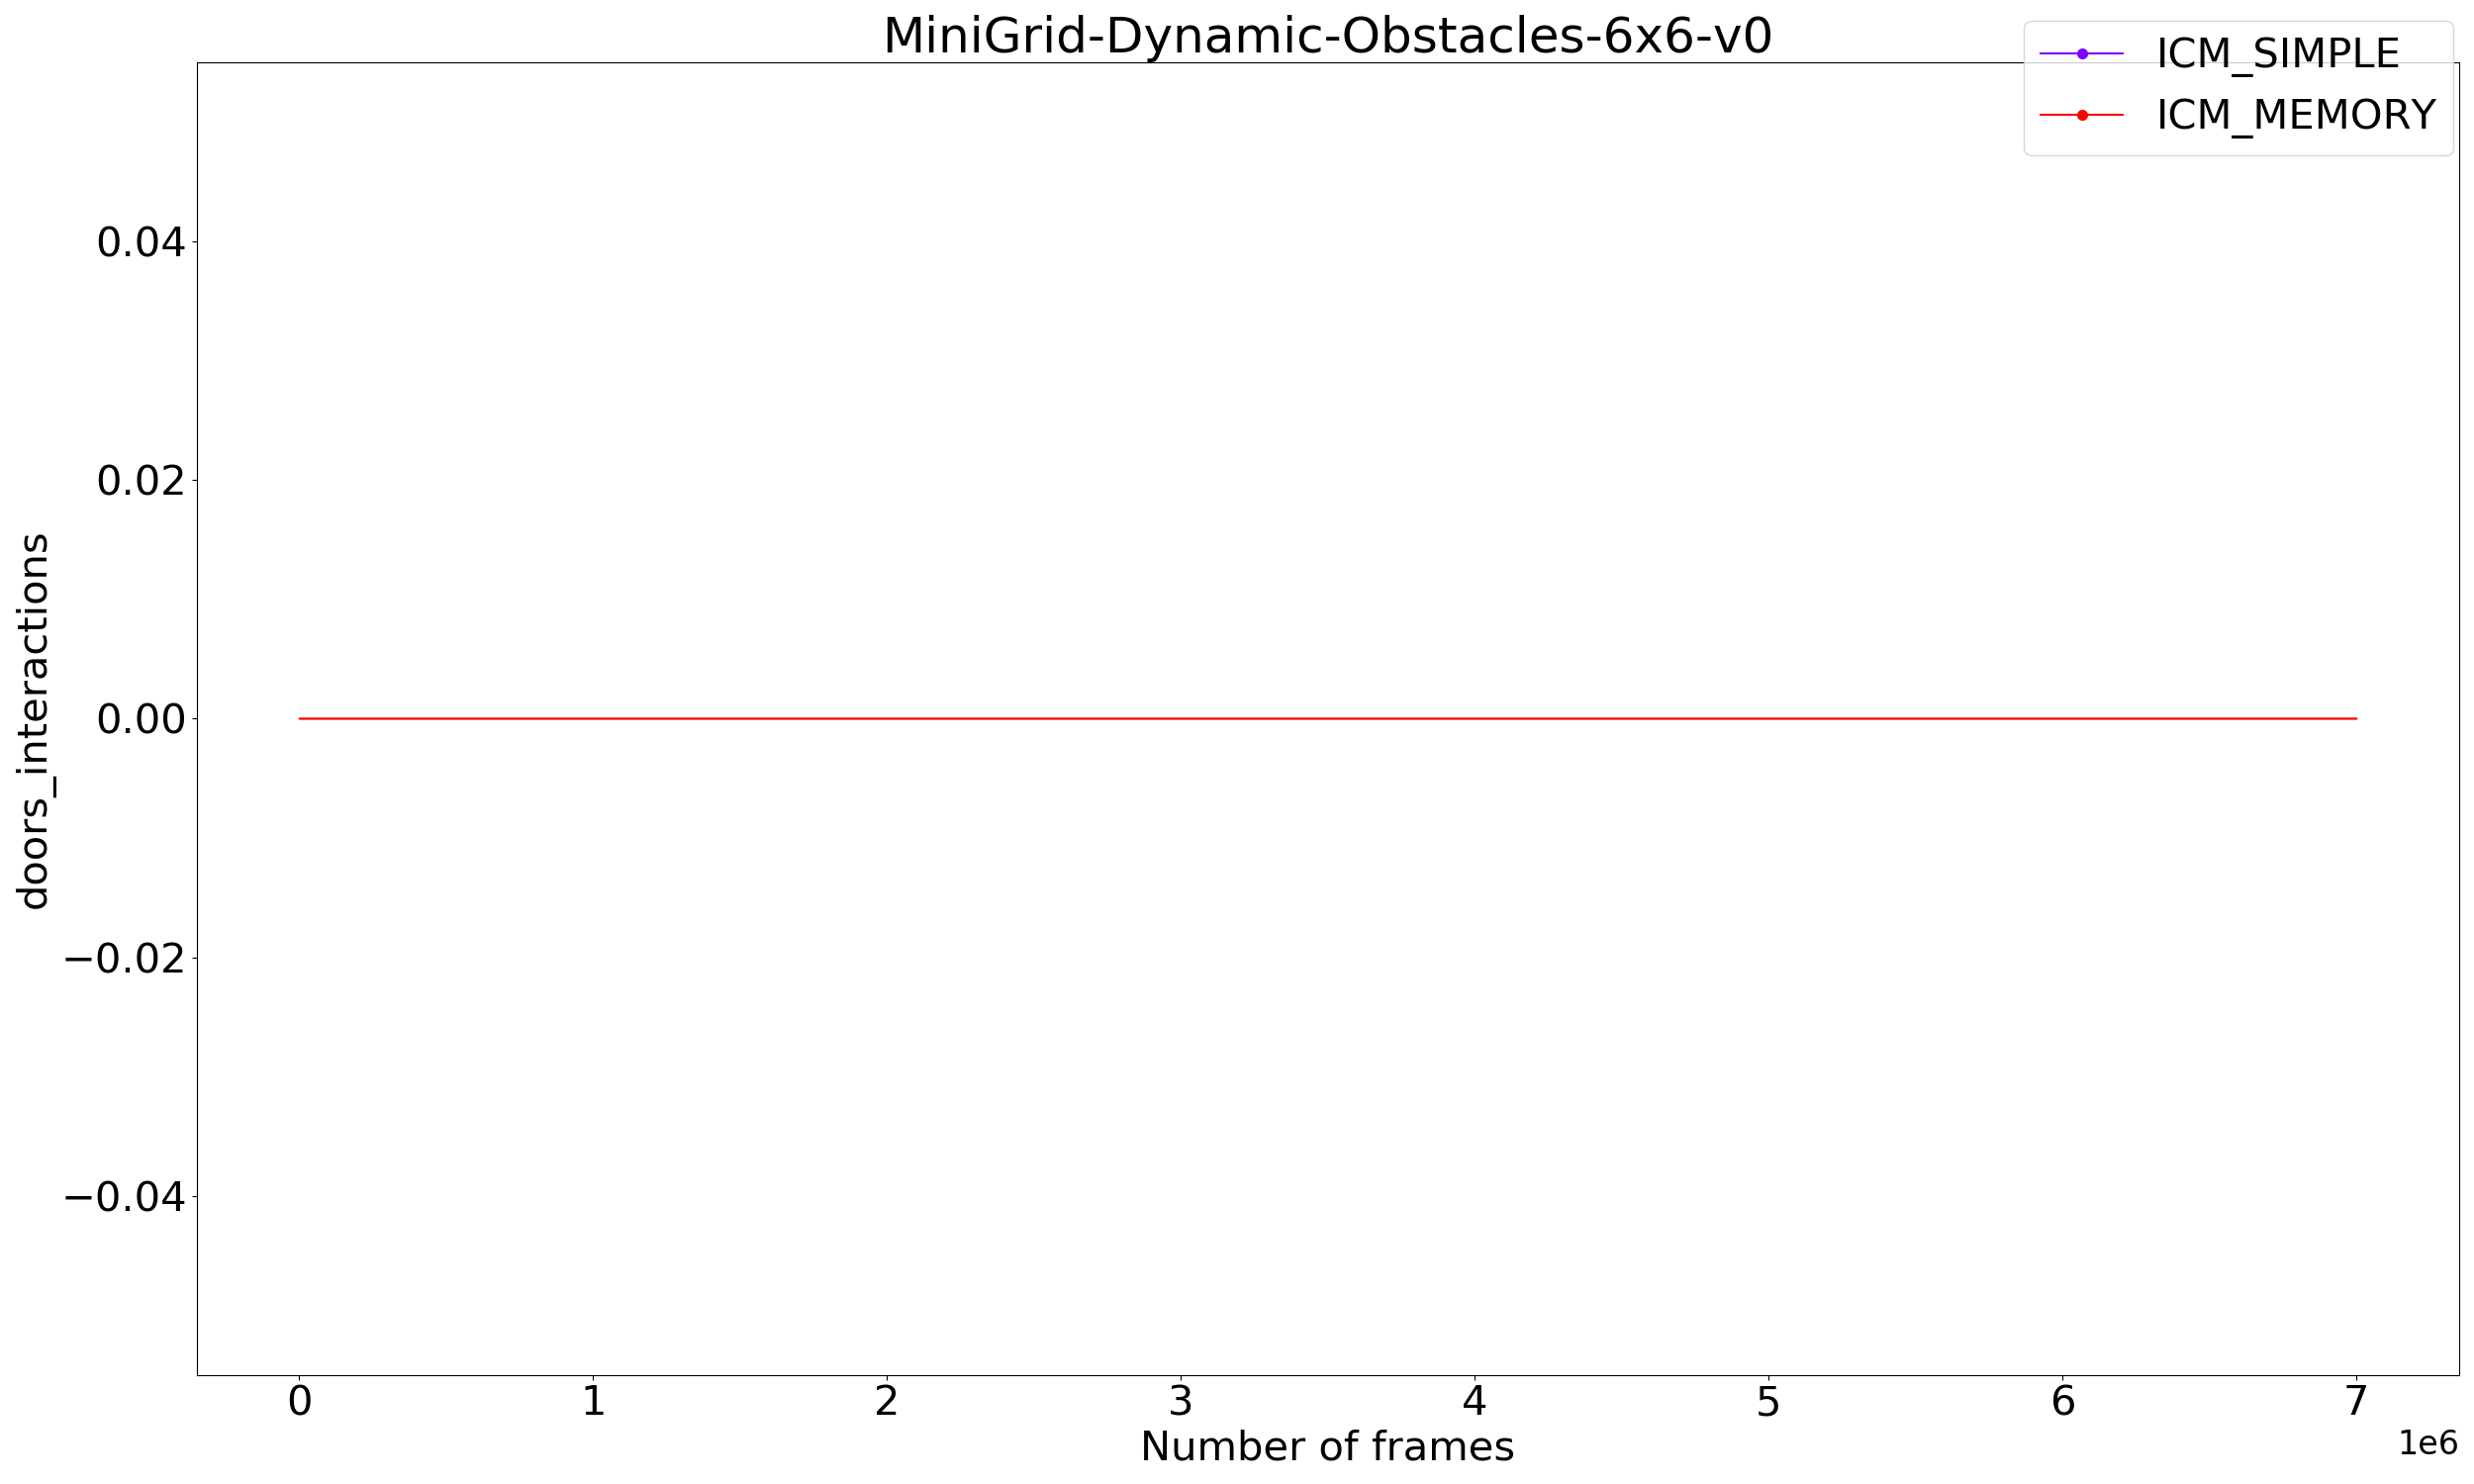 MiniGrid-Dynamic-Obstacles-6x6-v0
ICM_SIMPLE
ICM_MEMORY
doors_interactions
0.04
0.02
0.00
−0.02
−0.04
0 1 2 3 4 5 6 7
Number of frames
1e6